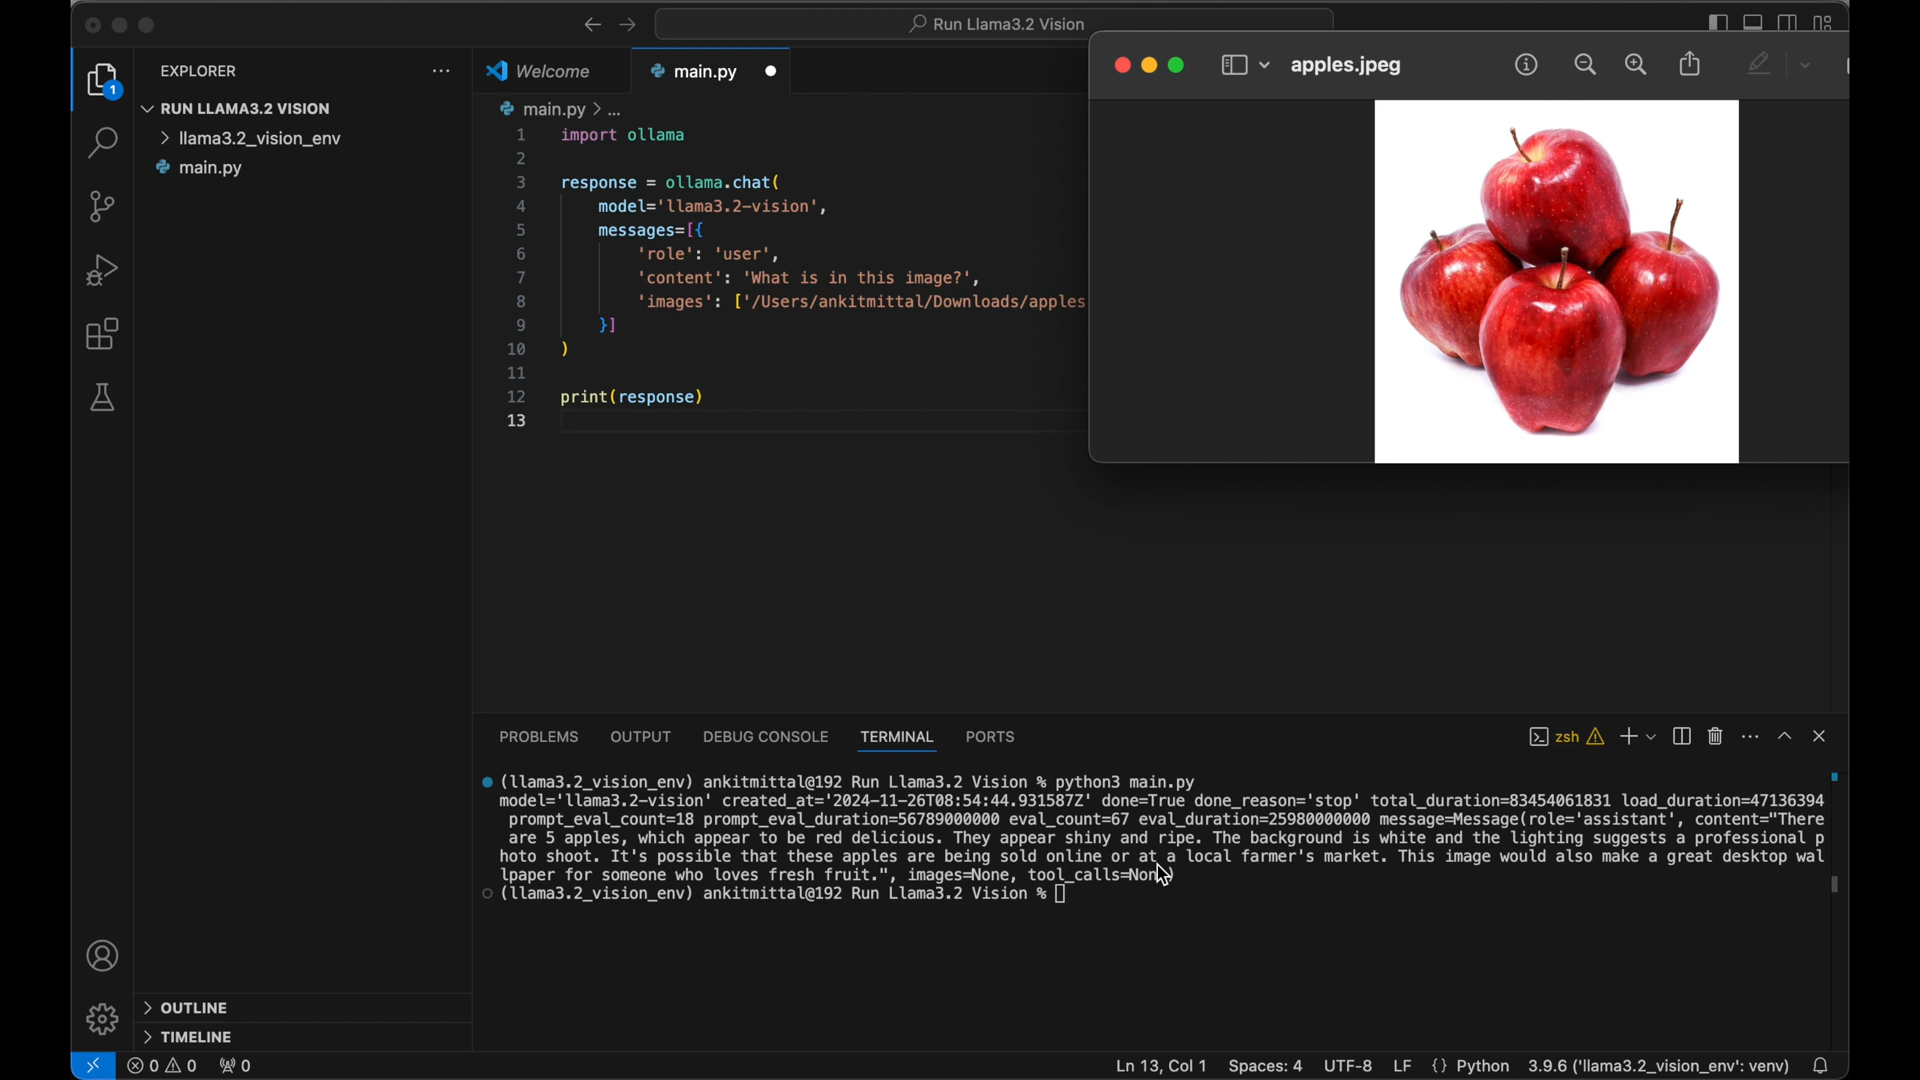 Run Llama3.2 Vision
EXPLORER
RUN LLAMA3.2 VISION
llama3.2_vision_env
main.py
Welcome
main.py
main.py > ...
1 import ollama
2
3 response = ollama.chat(
4 model='llama3.2-vision',
5 messages=[{
6 'role': 'user',
7 'content': 'What is in this image?',
8 'images': ['/Users/ankitmittal/Downloads/apples
9 }]
10 )
11
12 print(response)
13
apples.jpeg
PROBLEMS OUTPUT DEBUG CONSOLE TERMINAL PORTS
zsh
(llama3.2_vision_env) ankitmittal@192 Run Llama3.2 Vision % python3 main.py
model='llama3.2-vision' created_at='2024-11-26T08:54:44.931587Z' done=True done_reason='stop' total_duration=83454061831 load_duration=47136394
prompt_eval_count=18 prompt_eval_duration=56789000000 eval_count=67 eval_duration=25980000000 message=Message(role='assistant', content="There
are 5 apples, which appear to be red delicious. They appear shiny and ripe. The background is white and the lighting suggests a professional p
hoto shoot. It's possible that these apples are being sold online or at a local farmer's market. This image would also make a great desktop wal
lpaper for someone who loves fresh fruit.", images=None, tool_calls=None)
(llama3.2_vision_env) ankitmittal@192 Run Llama3.2 Vision %
OUTLINE
TIMELINE
1
0 0 0
Ln 13, Col 1 Spaces: 4 UTF-8 LF {} Python 3.9.6 ('llama3.2_vision_env': venv)